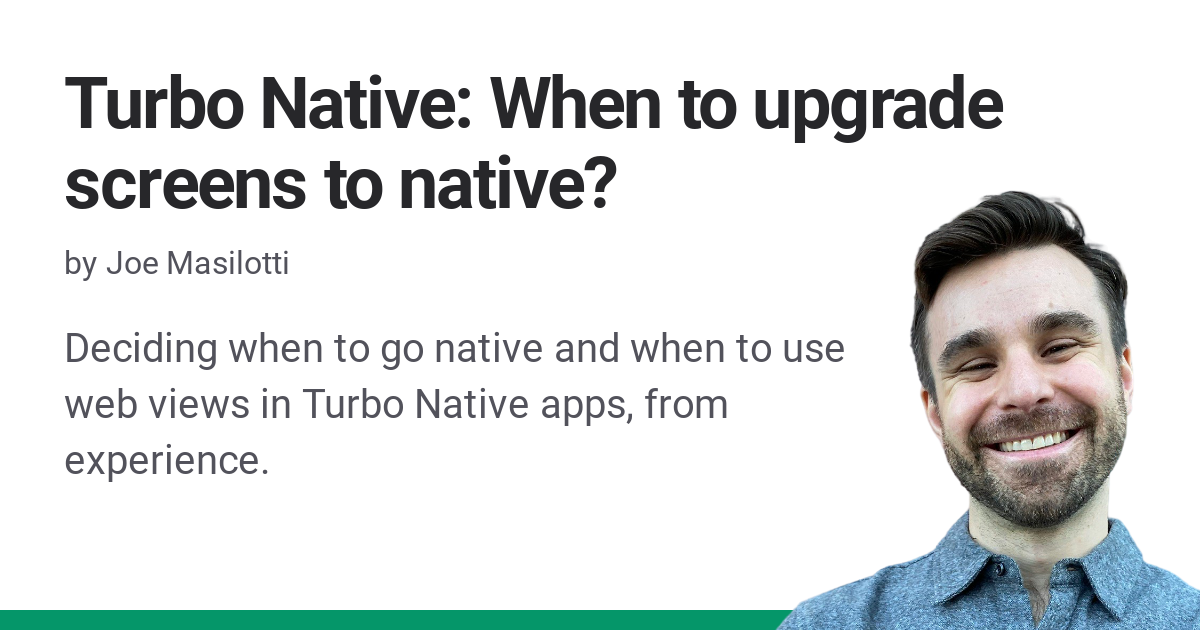 Turbo Native: When to upgrade
screens to native?
by Joe Masilotti
Deciding when to go native and when to use
web views in Turbo Native apps, from
experience.